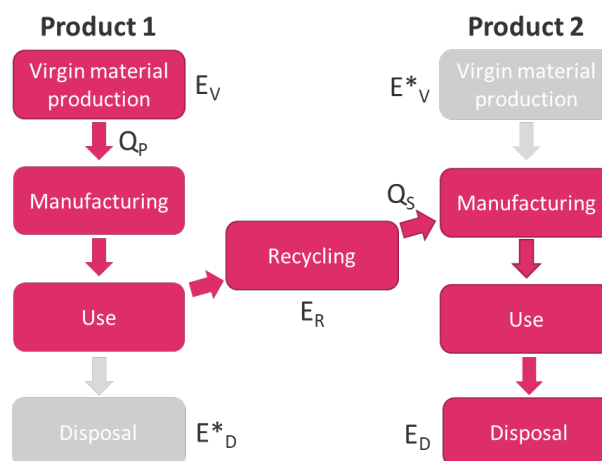 Product 1
Product 2
Virgin material
production
E_V
E*_V
Virgin material
production
Q_P
Manufacturing
Q_S
Manufacturing
Recycling
Use
E_R
Use
Disposal
E*_D
E_D
Disposal